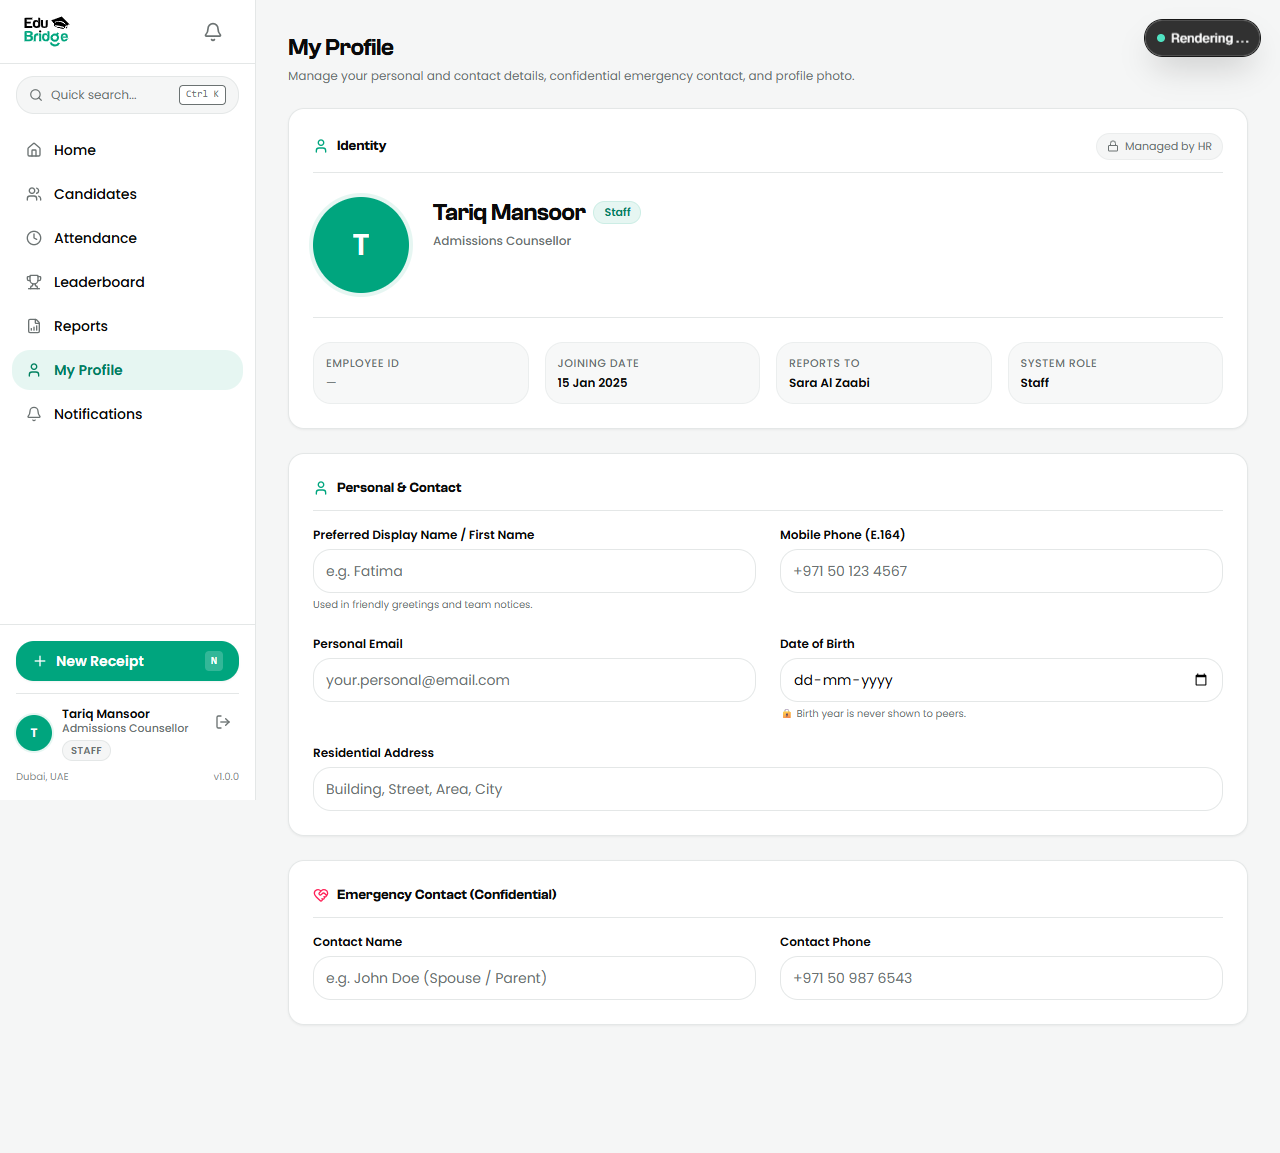 Edu
Bridge
Quick search...
Ctrl K
Home
Candidates
Attendance
Leaderboard
Reports
My Profile
Notifications
New Receipt
N
T
Tariq Mansoor
Admissions Counsellor
STAFF
Dubai, UAE
v1.0.0
My Profile
Manage your personal and contact details, confidential emergency contact, and profile photo.
Rendering ...
Identity
Managed by HR
T
Tariq Mansoor
Staff
Admissions Counsellor
EMPLOYEE ID
—
JOINING DATE
15 Jan 2025
REPORTS TO
Sara Al Zaabi
SYSTEM ROLE
Staff
Personal & Contact
Preferred Display Name / First Name
e.g. Fatima
Used in friendly greetings and team notices.
Mobile Phone (E.164)
+971 50 123 4567
Personal Email
your.personal@email.com
Date of Birth
dd-mm-yyyy
🔒 Birth year is never shown to peers.
Residential Address
Building, Street, Area, City
Emergency Contact (Confidential)
Contact Name
e.g. John Doe (Spouse / Parent)
Contact Phone
+971 50 987 6543